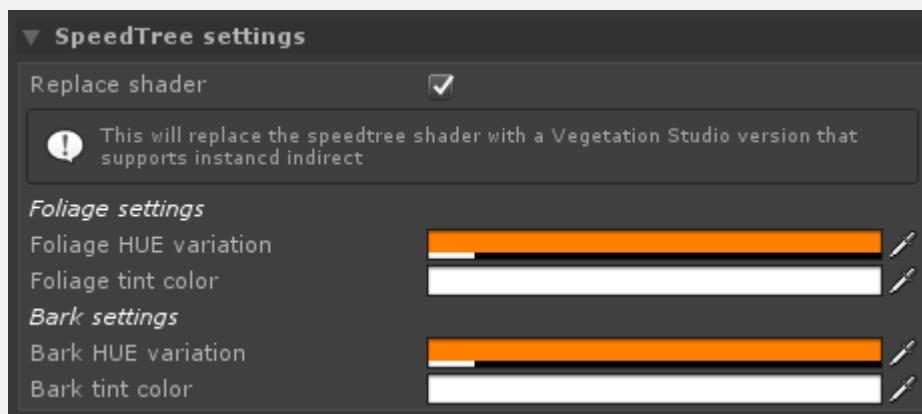 SpeedTree settings
Replace shader
This will replace the speedtree shader with a Vegetation Studio version that
supports instancd indirect
Foliage settings
Foliage HUE variation
Foliage tint color
Bark settings
Bark HUE variation
Bark tint color